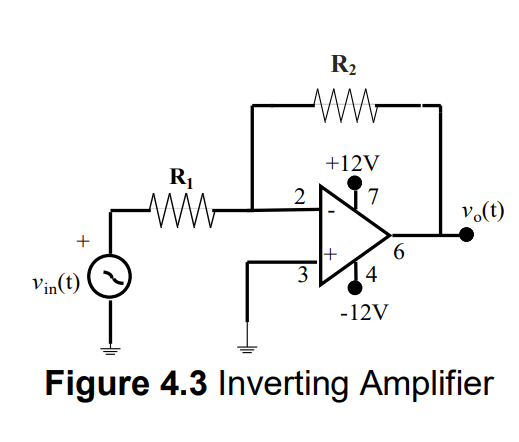 R₂
+12V
R₁
2
7
-
vₒ(t)
+
+
6
vᵢₙ(t)
3
4
-12V
Figure 4.3 Inverting Amplifier